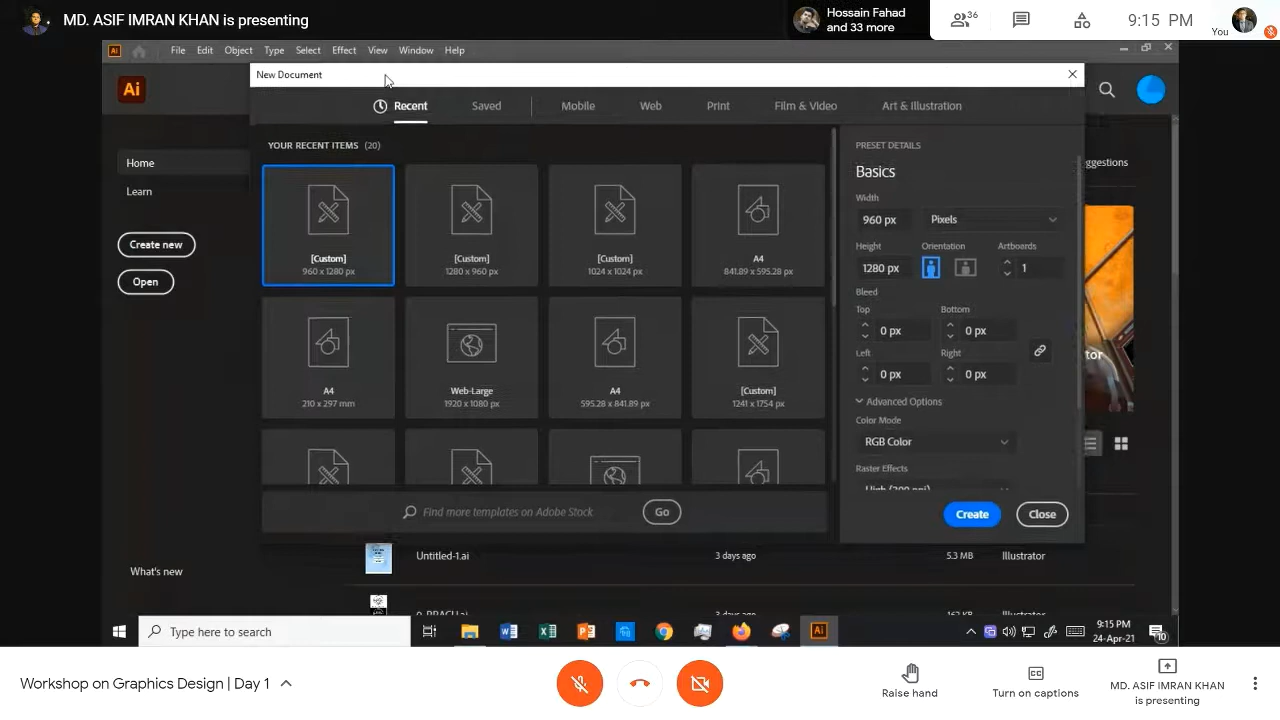 MD. ASIF IMRAN KHAN is presenting
Hossain Fahad
and 33 more
36
9:15 PM
You
Ai
File Edit Object Type Select Effect View Window Help
New Document
Ai
Recent Saved Mobile Web Print Film & Video Art & Illustration
Home
Learn
Create new
Open
What's new
YOUR RECENT ITEMS (20)
[Custom]
960 x 1280 px
[Custom]
1280 x 960 px
[Custom]
1024 x 1024 px
A4
841.89 x 595.28 px
A4
210 x 297 mm
Web-Large
1920 x 1080 px
A4
595.28 x 841.89 px
[Custom]
1241 x 1754 px
Find more templates on Adobe Stock
Go
PRESET DETAILS
Basics
Width
960 px Pixels
Height Orientation Artboards
1280 px 1
Bleed
Top Bottom
0 px 0 px
Left Right
0 px 0 px
Advanced Options
Color Mode
RGB Color
Raster Effects
Create Close
Untitled-1.ai 3 days ago 5.3 MB Illustrator
Type here to search
Ai
9:15 PM
24-Apr-21
10
Workshop on Graphics Design | Day 1
Raise hand
Turn on captions
MD. ASIF IMRAN KHAN
is presenting